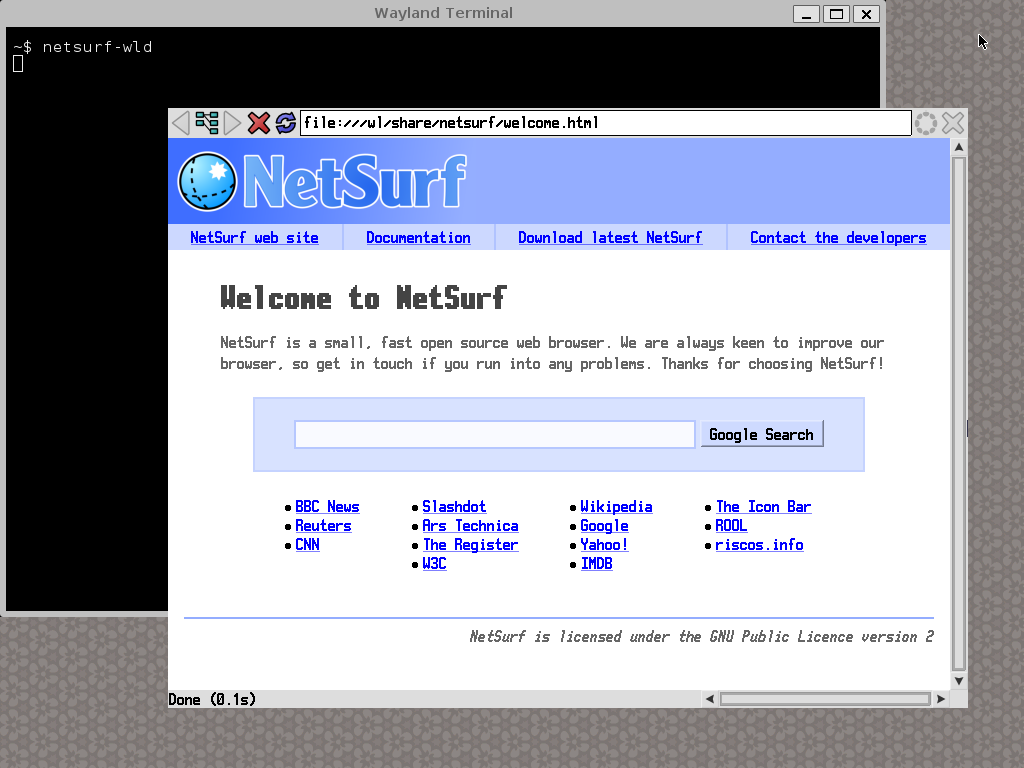 Wayland Terminal
~$ netsurf-wld
file:///wl/share/netsurf/welcome.html
NetSurf
NetSurf web site Documentation Download latest NetSurf Contact the developers
Welcome to NetSurf
NetSurf is a small, fast open source web browser. We are always keen to improve our
browser, so get in touch if you run into any problems. Thanks for choosing NetSurf!
Google Search
BBC News Slashdot Wikipedia The Icon Bar
Reuters Ars Technica Google ROOL
CNN The Register Yahoo! riscos.info
W3C IMDB
NetSurf is licensed under the GNU Public Licence version 2
Done (0.1s)